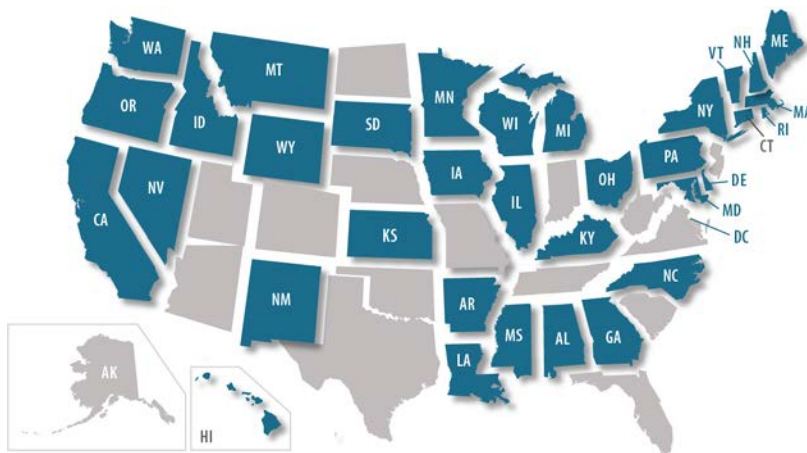 WA
MT
ME
VT
NH
OR
ID
MN
SD
WI
MI
NY
MA
RI
CT
WY
IA
PA
NV
CA
IL
OH
DE
MD
KS
KY
DC
NM
AR
NC
MS
AL
GA
LA
AK
HI